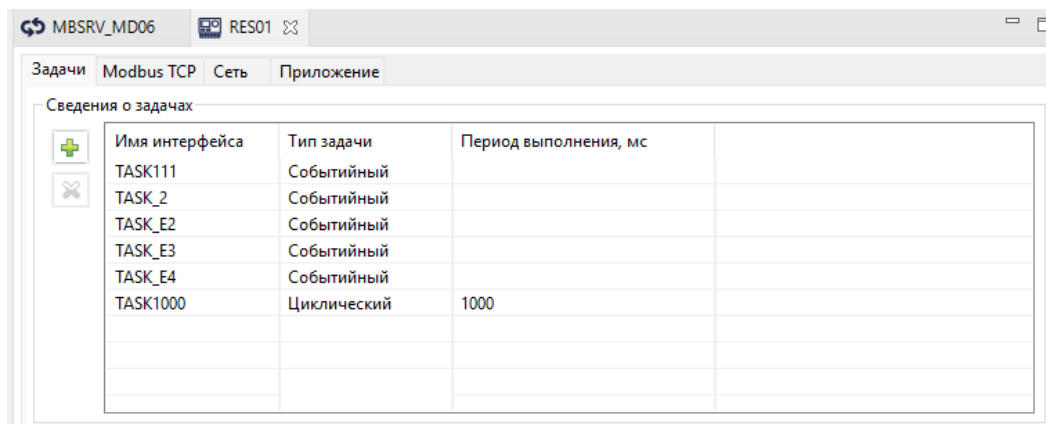 MBSRV_MD06 RES01
Задачи Modbus TCP Сеть Приложение
Сведения о задачах
Имя интерфейса Тип задачи Период выполнения, мс
TASK111 Событийный
TASK_2 Событийный
TASK_E2 Событийный
TASK_E3 Событийный
TASK_E4 Событийный
TASK1000 Циклический 1000